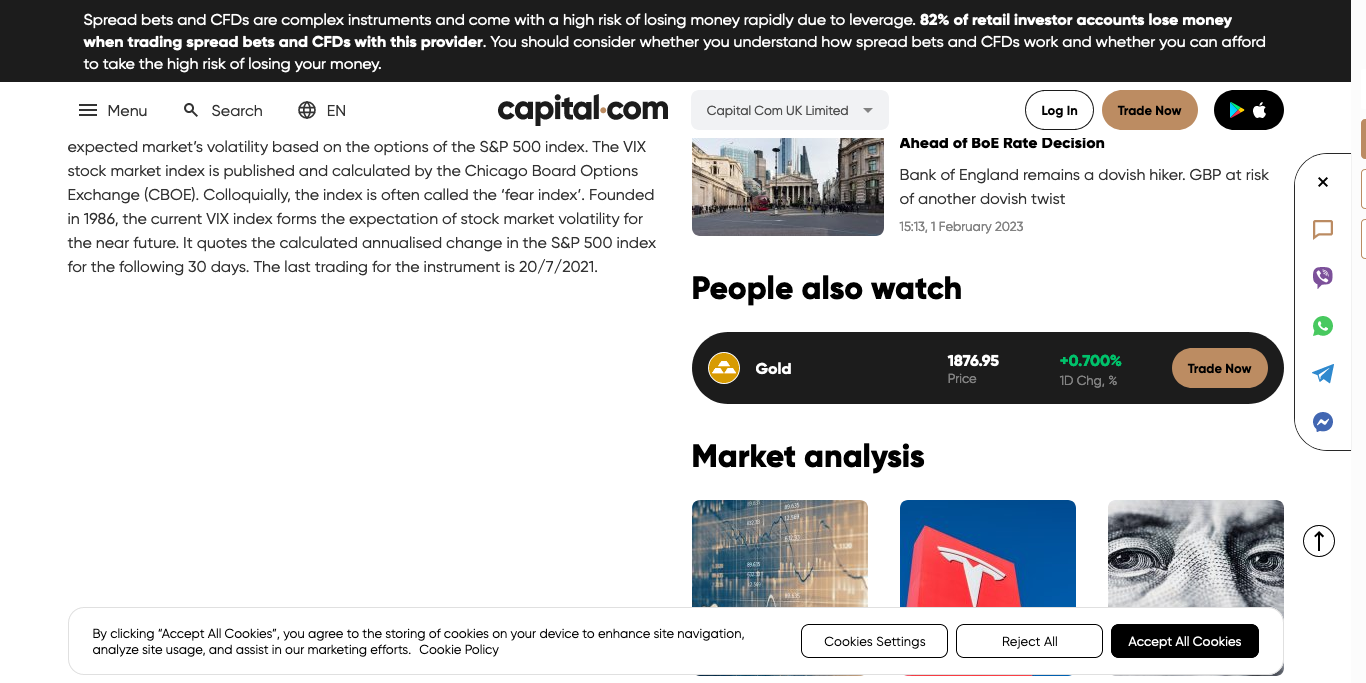 Spread bets and CFDs are complex instruments and come with a high risk of losing money rapidly due to leverage. 82% of retail investor accounts lose money
when trading spread bets and CFDs with this provider. You should consider whether you understand how spread bets and CFDs work and whether you can afford
to take the high risk of losing your money.
Menu
Search
EN
capital.com
Capital Com UK Limited
Log In
Trade Now
expected market’s volatility based on the options of the S&P 500 index. The VIX
stock market index is published and calculated by the Chicago Board Options
Exchange (CBOE). Colloquially, the index is often called the ‘fear index’. Founded
in 1986, the current VIX index forms the expectation of stock market volatility for
the near future. It quotes the calculated annualised change in the S&P 500 index
for the following 30 days. The last trading for the instrument is 20/7/2021.
Ahead of BoE Rate Decision
Bank of England remains a dovish hiker. GBP at risk
of another dovish twist
15:13, 1 February 2023
People also watch
Gold
1876.95
Price
+0.700%
1D Chg, %
Trade Now
Market analysis
By clicking “Accept All Cookies”, you agree to the storing of cookies on your device to enhance site navigation,
analyze site usage, and assist in our marketing efforts. Cookie Policy
Cookies Settings
Reject All
Accept All Cookies